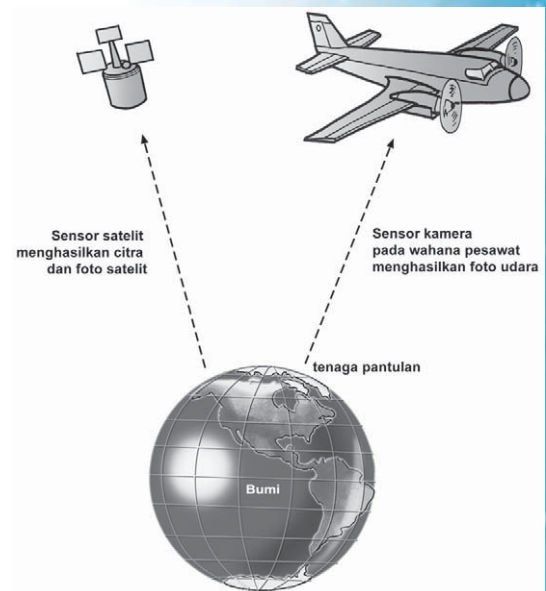 Sensor satelit
menghasilkan citra
dan foto satelit
Sensor kamera
pada wahana pesawat
menghasilkan foto udara
tenaga pantulan
Bumi